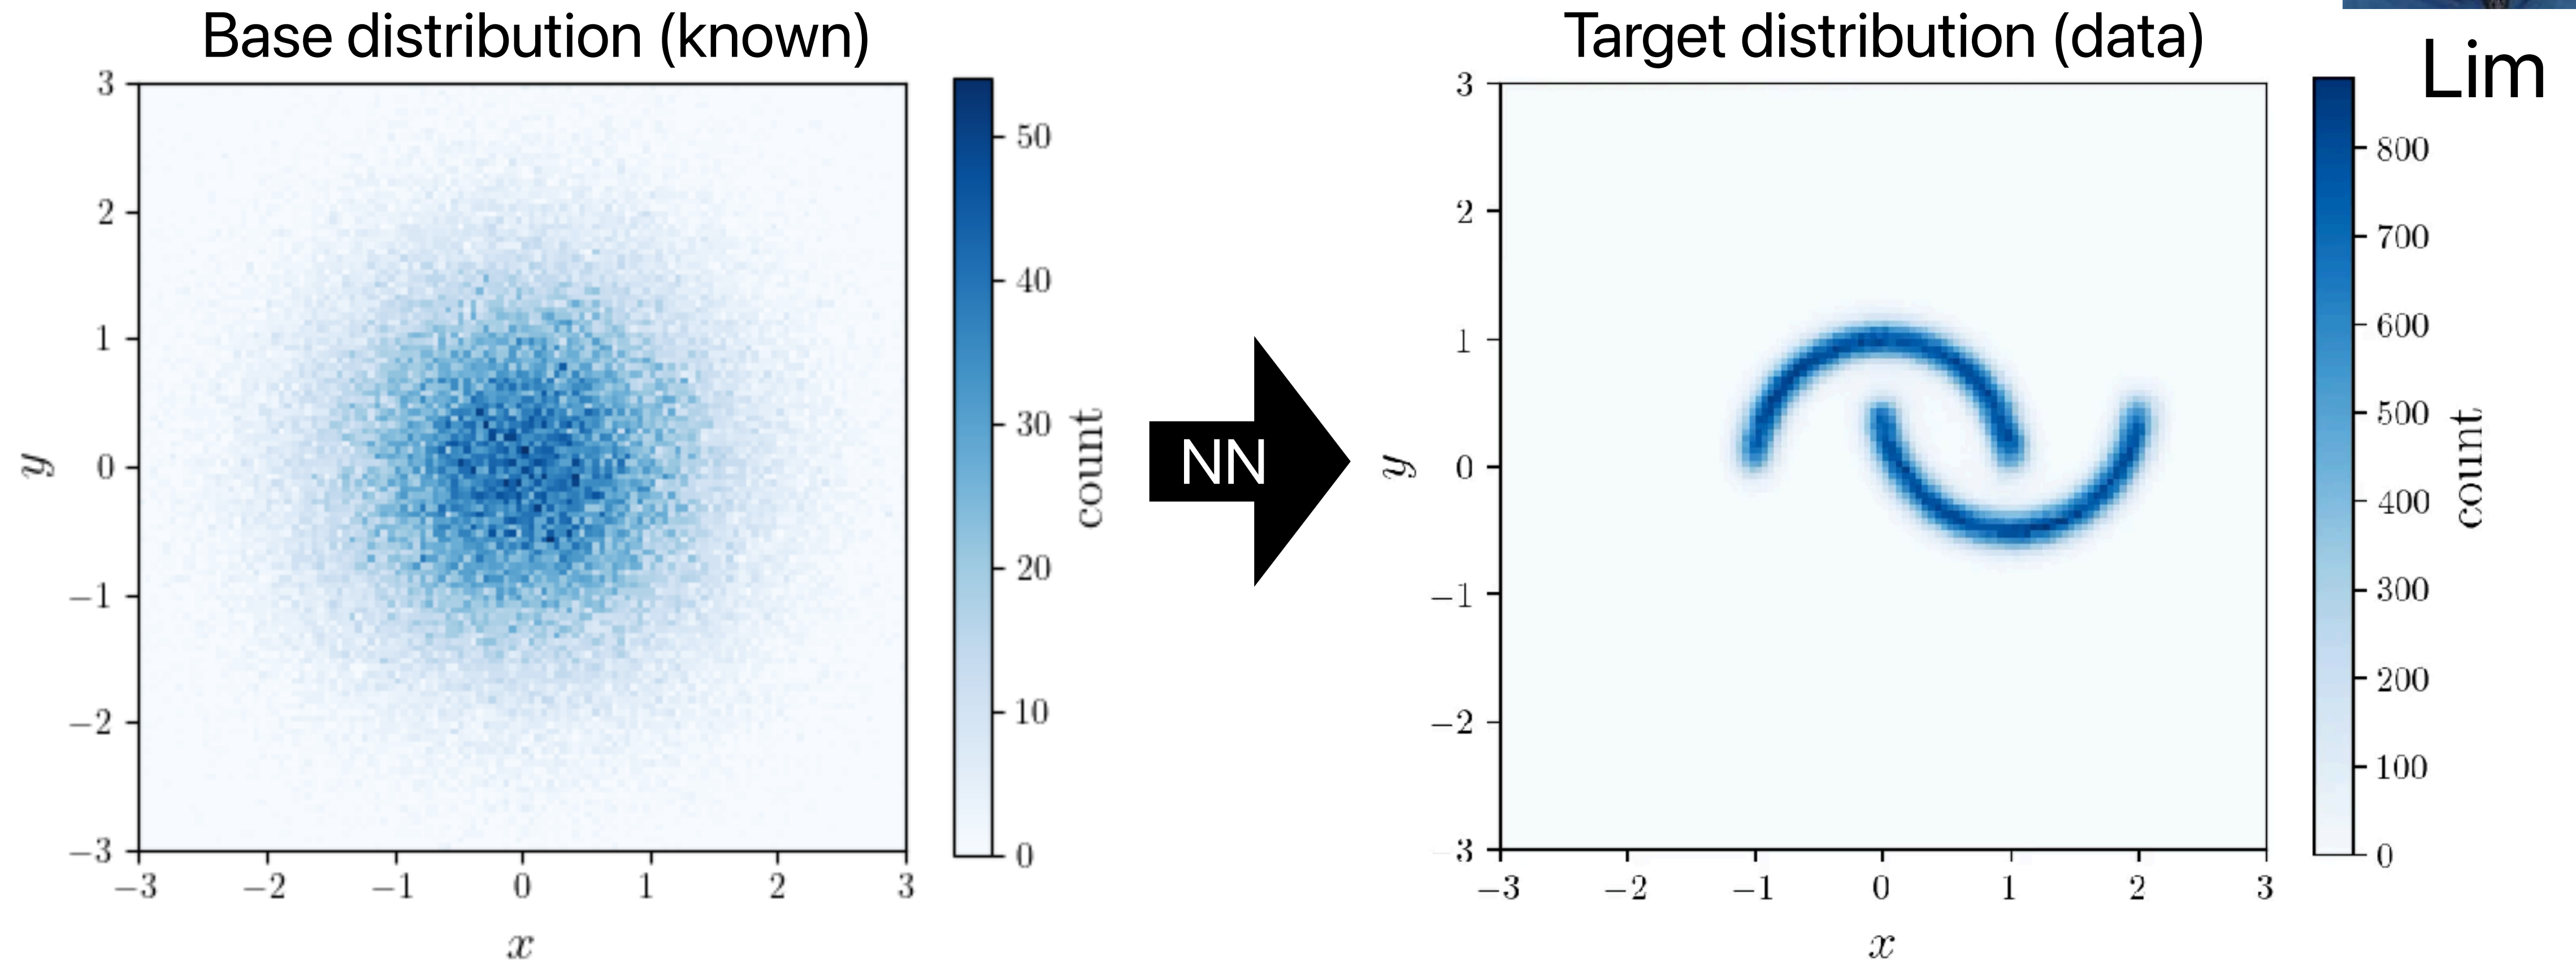 Base distribution (known)
3
2
1
0
−1
−2
−3
y
−3 −2 −1 0 1 2 3
x
50
40
30
20
10
0
count
NN
Target distribution (data)
3
2
1
0
−1
−2
−3
y
−3 −2 −1 0 1 2 3
x
800
700
600
500
400
300
200
100
0
count
Lim